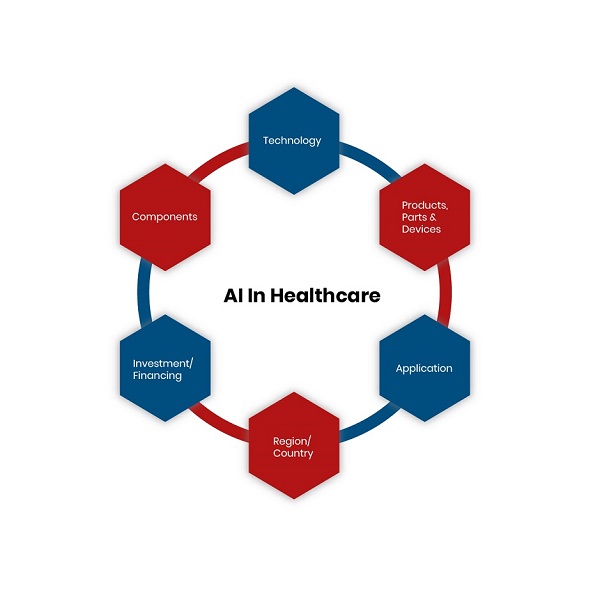 Technology
Products,
Parts &
Devices
Components
AI In Healthcare
Investment/
Financing
Application
Region/
Country